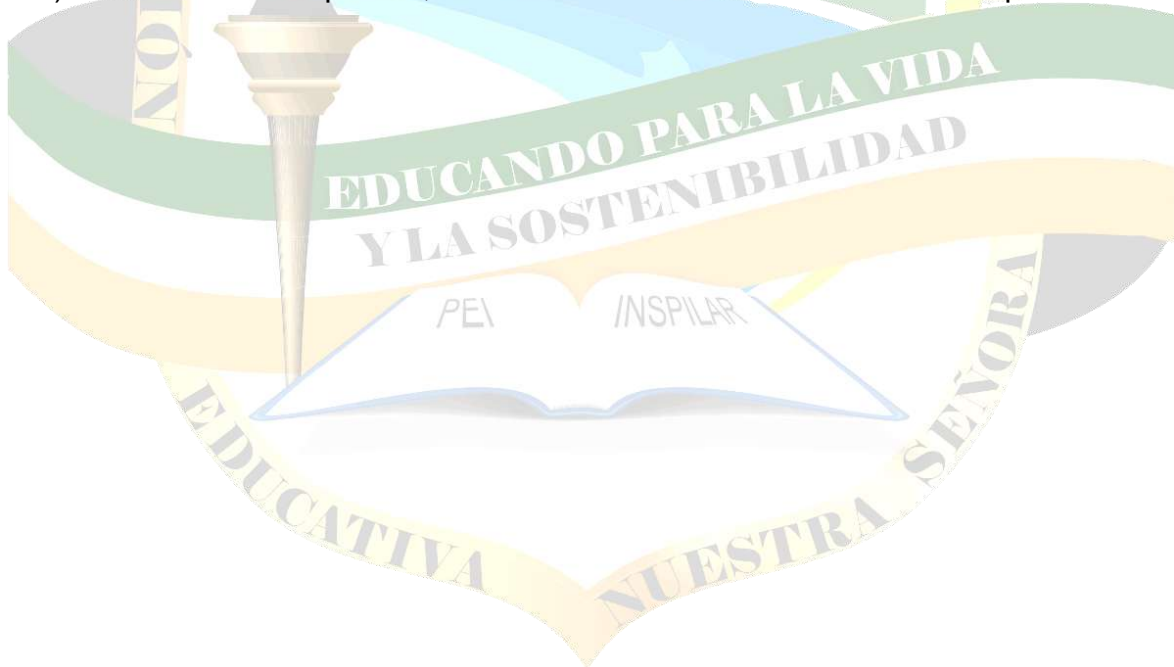 EDUCANDO PARA LA VIDA
Y LA SOSTENIBILIDAD
PEI INSPILAR
EDUCATIVA
NUESTRA SEÑORA